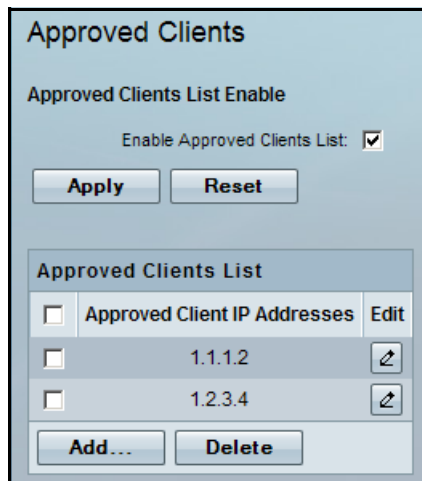 Approved Clients
Approved Clients List Enable
Enable Approved Clients List:
Apply Reset
Approved Clients List
Approved Client IP Addresses Edit
1.1.1.2
1.2.3.4
Add... Delete